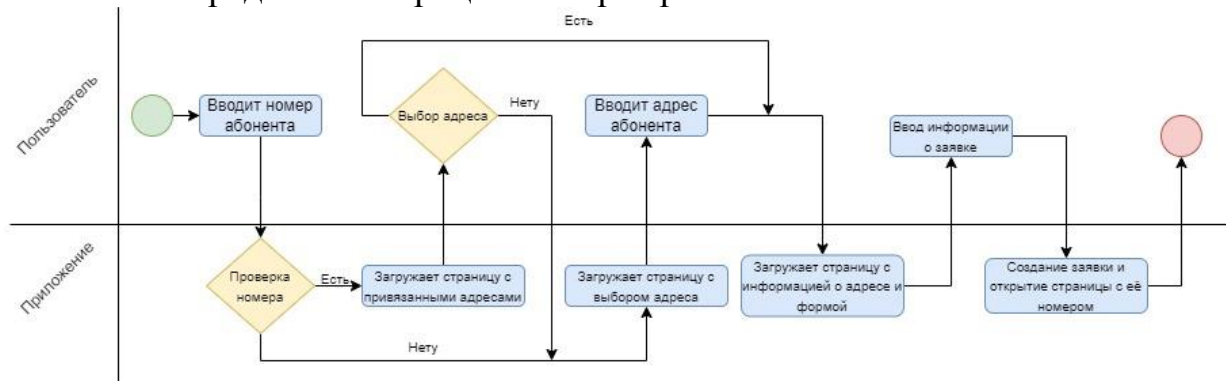 Есть
Пользователь
Вводит номер
абонента
Выбор адреса
Нету
Вводит адрес
абонента
Ввод информации
о заявке
Приложение
Проверка
номера
Есть
Загружает страницу с
привязанными адресами
Загружает страницу с
выбором адреса
Загружает страницу с
информацией о адресе и
формой
Создание заявки и
открытие страницы с её
номером
Нету